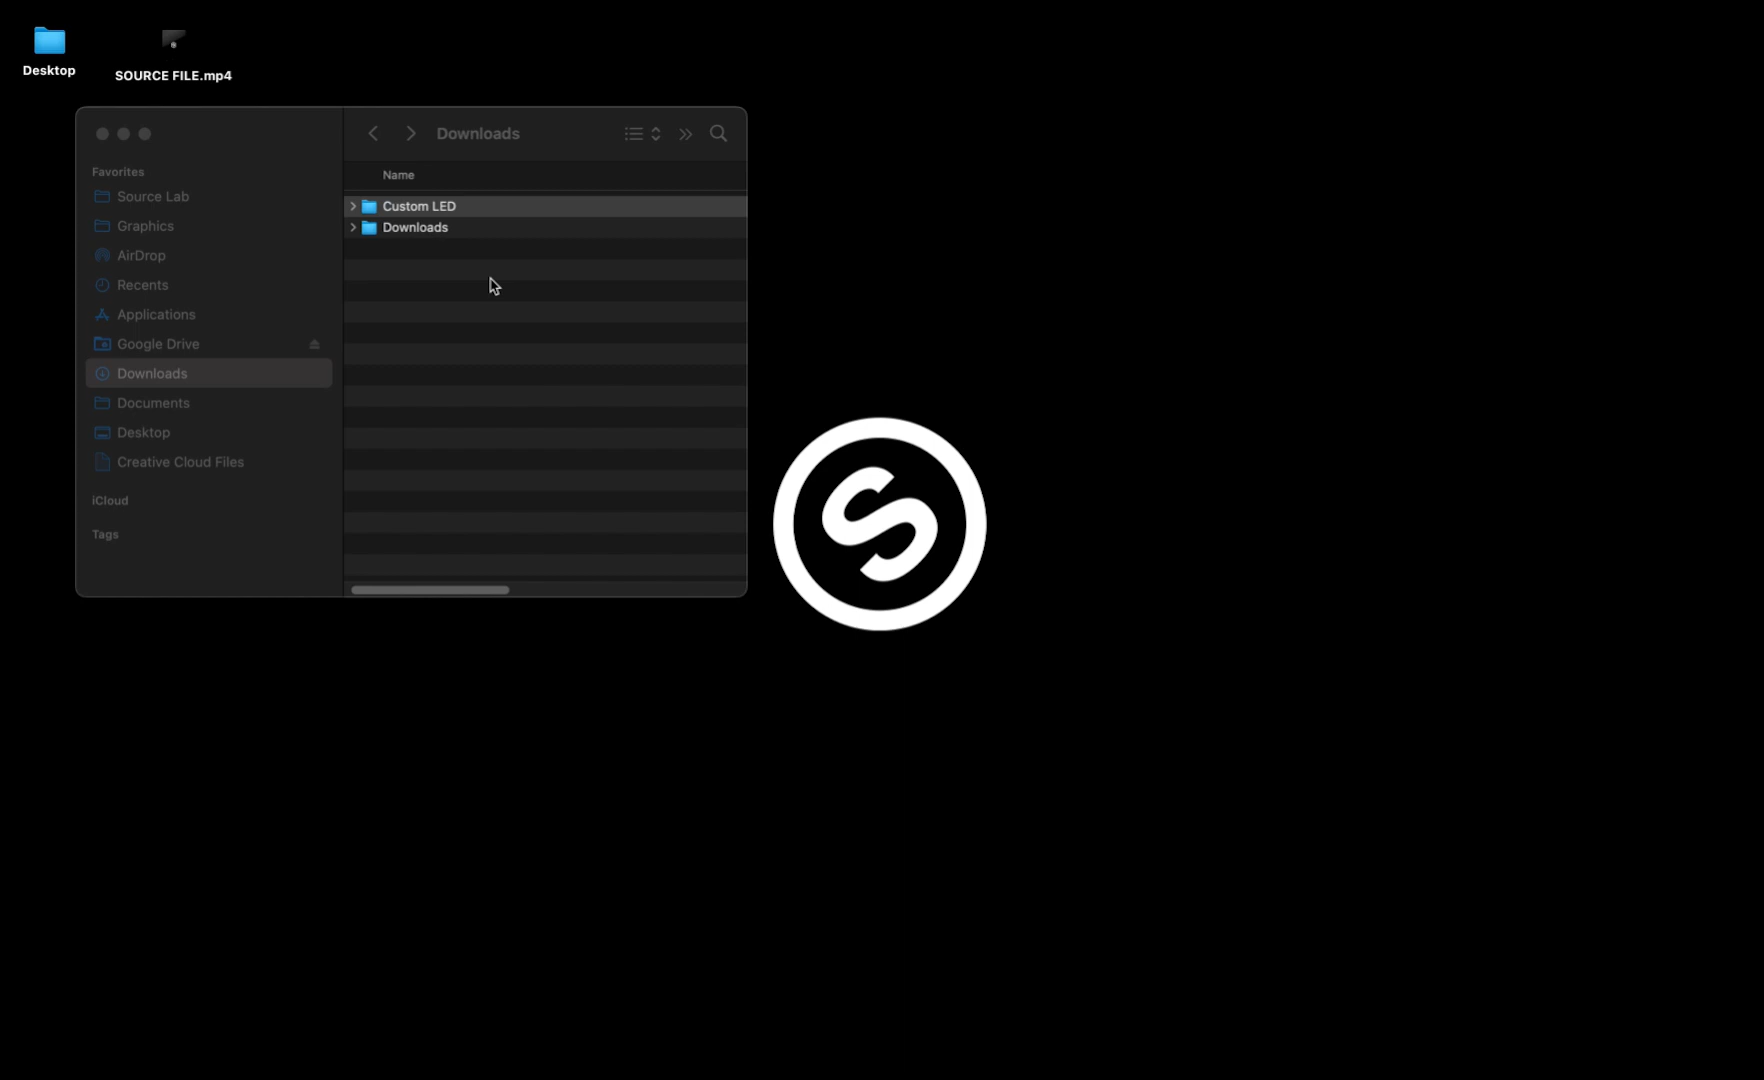 Desktop
SOURCE FILE.mp4
Downloads
Favorites
Source Lab
Graphics
AirDrop
Recents
Applications
Google Drive
Downloads
Documents
Desktop
Creative Cloud Files
iCloud
Tags
Name
Custom LED
Downloads
S